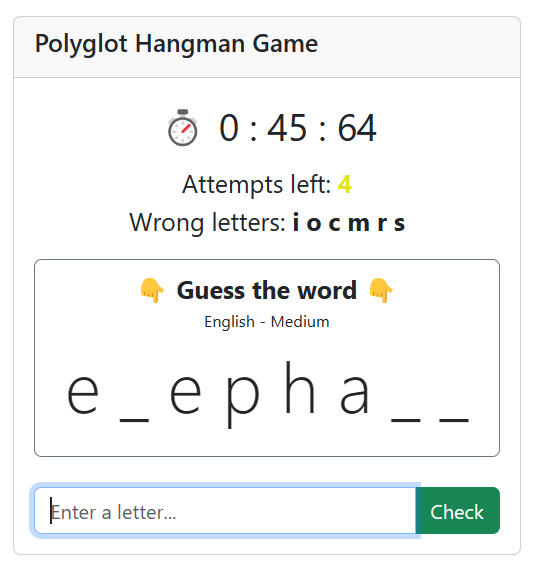 Polyglot Hangman Game
⏱ 0 : 45 : 64
Attempts left: 4
Wrong letters: i o c m r s
👇 Guess the word 👇
English - Medium
e _ e p h a _ _
Enter a letter... Check